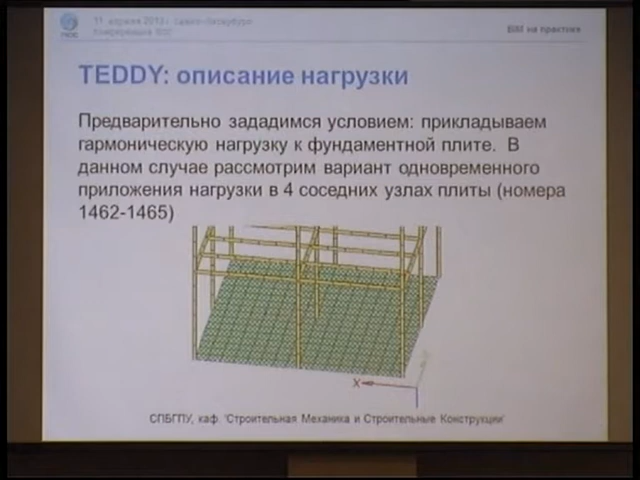 11 апреля 2013 г. Санкт-Петербург
конференция
BIM на практике
TEDDY: описание нагрузки
Предварительно зададимся условием: прикладываем
гармоническую нагрузку к фундаментной плите. В
данном случае рассмотрим вариант одновременного
приложения нагрузки в 4 соседних узлах плиты (номера
1462-1465)
X
СПБГПУ, каф. "Строительная Механика и Строительные Конструкции"